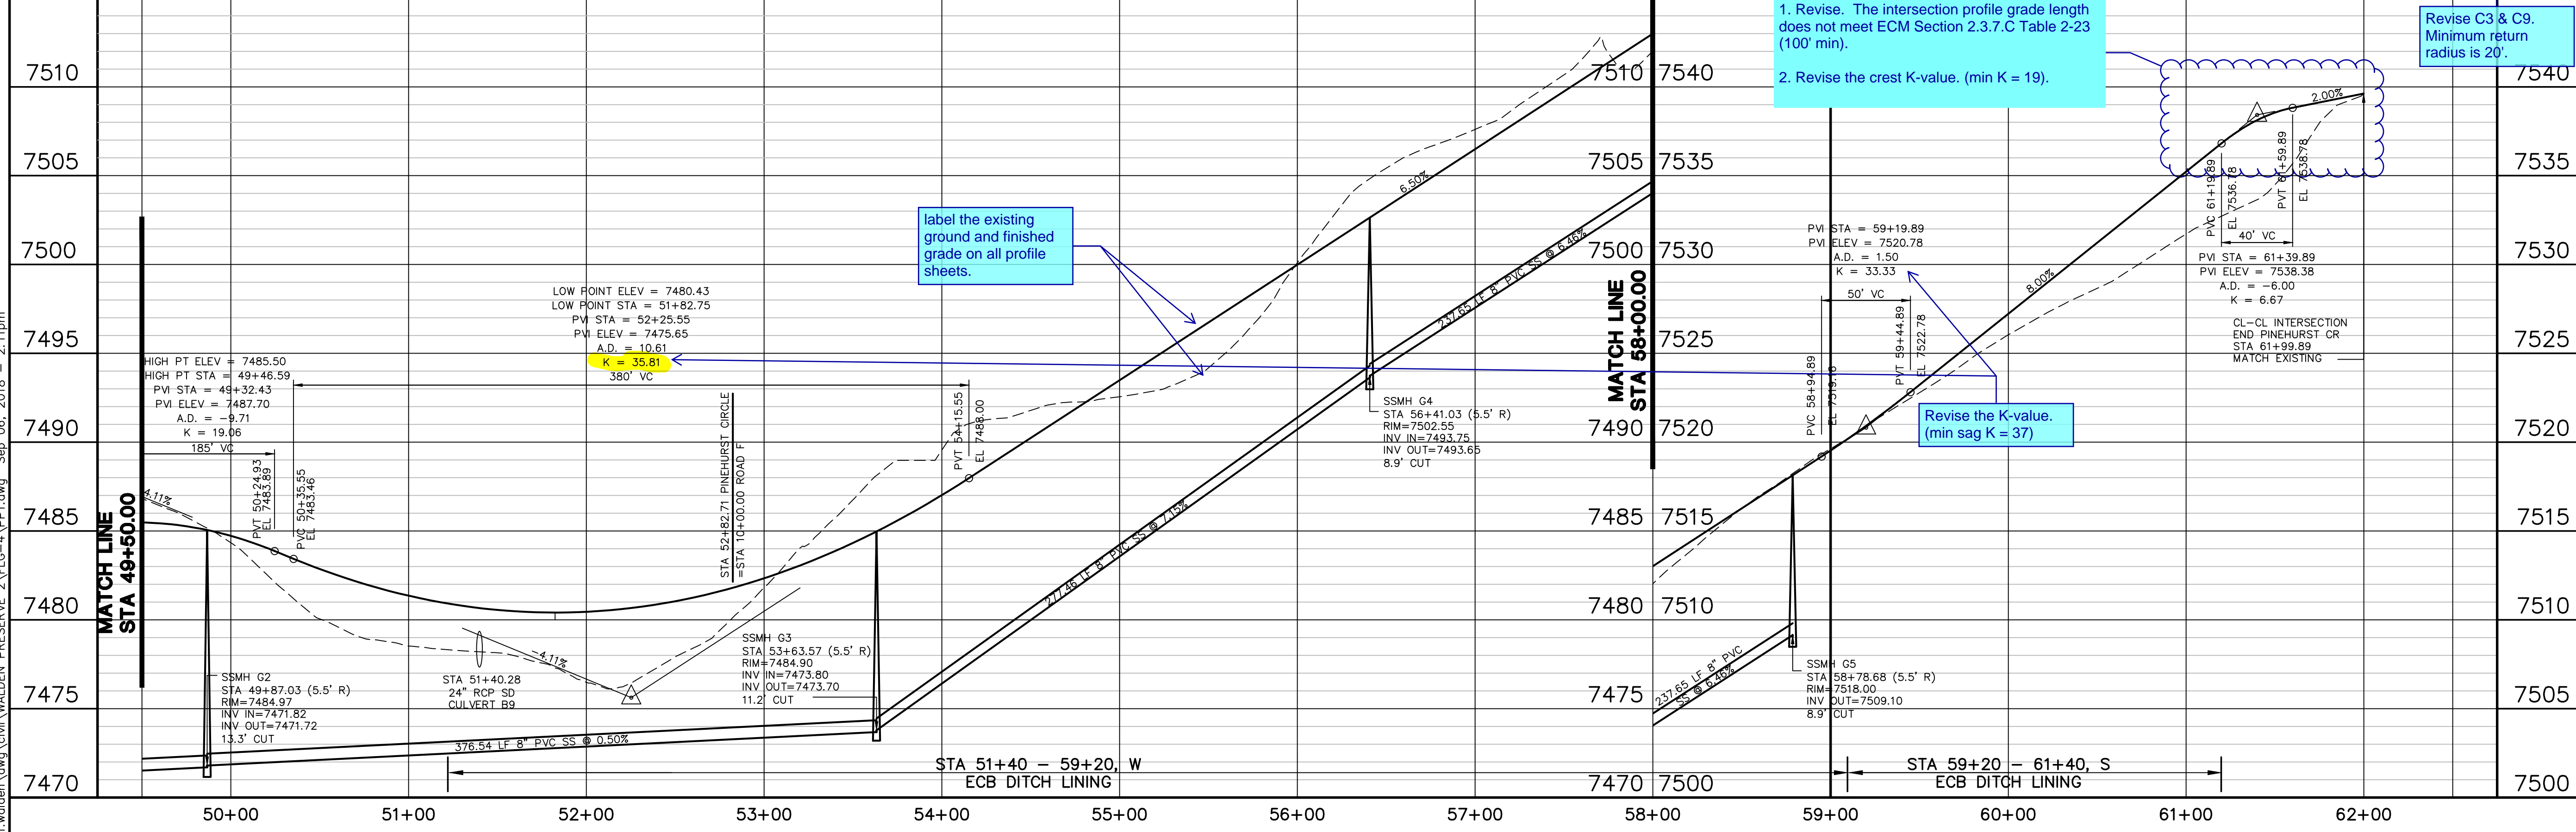 1. Revise. The intersection profile grade length
does not meet ECM Section 2.3.7.C Table 2-23
(100' min).
2. Revise the crest K-value. (min K = 19).
Revise C3 & C9.
Minimum return
radius is 20'.
7510
7505
7500
7495
7490
7485
7480
7475
7470
MATCH LINE
STA 49+50.00
HIGH PT ELEV = 7485.50
HIGH PT STA = 49+46.59
PVI STA = 49+32.43
PVI ELEV = 7487.70
A.D. = -9.71
K = 19.06
185' VC
4.11%
PVT 50+24.93
EL 7483.89
PVC 50+35.55
EL 7483.46
LOW POINT ELEV = 7480.43
LOW POINT STA = 51+82.75
PVI STA = 52+25.55
PVI ELEV = 7475.65
A.D. = 10.61
K = 35.81
380' VC
STA 52+82.71 PINEHURST CIRCLE
=STA 10+00.00 ROAD F
PVT 54+15.55
EL 7488.00
label the existing
ground and finished
grade on all profile
sheets.
6.50%
SSMH G2
STA 49+87.03 (5.5' R)
RIM=7484.97
INV IN=7471.82
INV OUT=7471.72
13.3' CUT
STA 51+40.28
24" RCP SD
CULVERT B9
-4.11%
SSMH G3
STA 53+63.57 (5.5' R)
RIM=7484.90
INV IN=7473.80
INV OUT=7473.70
11.2' CUT
376.54 LF 8" PVC SS @ 0.50%
277.46 LF 8" PVC SS @ 7.15%
237.65 LF 8" PVC SS @ 6.46%
SSMH G4
STA 56+41.03 (5.5' R)
RIM=7502.55
INV IN=7493.75
INV OUT=7493.65
8.9' CUT
STA 51+40 - 59+20, W
ECB DITCH LINING
7510 7540
7505 7535
7500 7530
7525
MATCH LINE
STA 58+00.00
7490 7520
7485 7515
7480 7510
7475 7505
7470 7500
PVI STA = 59+19.89
PVI ELEV = 7520.78
A.D. = 1.50
K = 33.33
50' VC
PVC 58+94.89
EL 7519.16
PVT 59+44.89
EL 7522.78
Revise the K-value.
(min sag K = 37)
8.00%
2.00%
PVC 61+19.89
EL 7536.78
PVT 61+59.89
EL 7538.78
40' VC
PVI STA = 61+39.89
PVI ELEV = 7538.38
A.D. = -6.00
K = 6.67
CL-CL INTERSECTION
END PINEHURST CR
STA 61+99.89
MATCH EXISTING
237.65 LF 8" PVC
SS @ 6.46%
SSMH G5
STA 58+78.68 (5.5' R)
RIM=7518.00
INV OUT=7509.10
8.9' CUT
STA 59+20 - 61+40, S
ECB DITCH LINING
7540
7535
7530
7525
7520
7515
7510
7505
7500
50+00
51+00
52+00
53+00
54+00
55+00
56+00
57+00
58+00
59+00
60+00
61+00
62+00